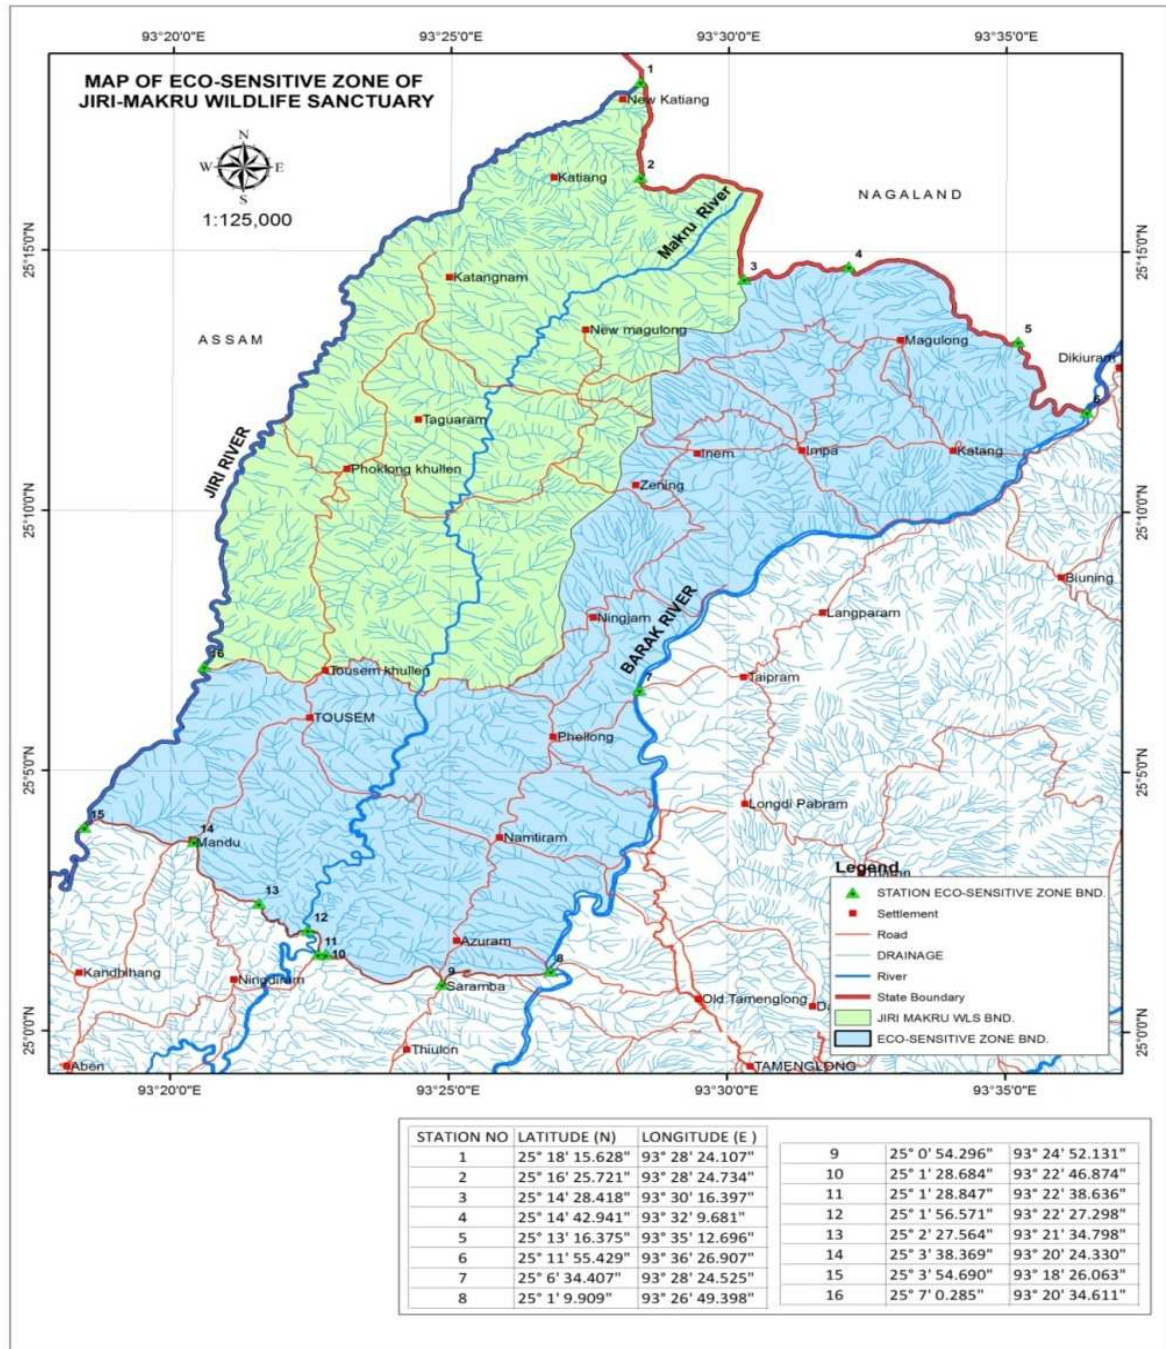 93°20'0"E
93°25'0"E
93°30'0"E
93°35'0"E
MAP OF ECO-SENSITIVE ZONE OF
JIRI-MAKRU WILDLIFE SANCTUARY
N
W
E
S
1:125,000
1
New Katiang
2
Katiang
Makru River
NAGALAND
25°15'0"N
25°15'0"N
3
4
Katangnam
ASSAM
New magulong
Magulong
5
Dikiuram
6
Taguaram
JIRI RIVER
Phoklong khullen
Inem
Impa
Katang
Zening
25°10'0"N
25°10'0"N
Biuning
Ningjam
BARAK RIVER
Langparam
16
Tousem khullen
7
Taipram
TOUSEM
Phellong
25°5'0"N
25°5'0"N
15
Longdi Pabram
14
Mandu
Namtiram
13
12
11
10
Azuram
9
8
Saramba
Kandhihang
Ningdiram
Old Tamenglong
25°0'0"N
25°0'0"N
Thiulon
Aben
TAMENGLONG
Legend
STATION ECO-SENSITIVE ZONE BND.
Settlement
Road
DRAINAGE
River
State Boundary
JIRI MAKRU WLS BND.
ECO-SENSITIVE ZONE BND.
93°20'0"E
93°25'0"E
93°30'0"E
93°35'0"E
STATION NO LATITUDE (N) LONGITUDE (E )
1 25° 18' 15.628" 93° 28' 24.107"
2 25° 16' 25.721" 93° 28' 24.734"
3 25° 14' 28.418" 93° 30' 16.397"
4 25° 14' 42.941" 93° 32' 9.681"
5 25° 13' 16.375" 93° 35' 12.696"
6 25° 11' 55.429" 93° 36' 26.907"
7 25° 6' 34.407" 93° 28' 24.525"
8 25° 1' 9.909" 93° 26' 49.398"
9 25° 0' 54.296" 93° 24' 52.131"
10 25° 1' 28.684" 93° 22' 46.874"
11 25° 1' 28.847" 93° 22' 38.636"
12 25° 1' 56.571" 93° 22' 27.298"
13 25° 2' 27.564" 93° 21' 34.798"
14 25° 3' 38.369" 93° 20' 24.330"
15 25° 3' 54.690" 93° 18' 26.063"
16 25° 7' 0.285" 93° 20' 34.611"